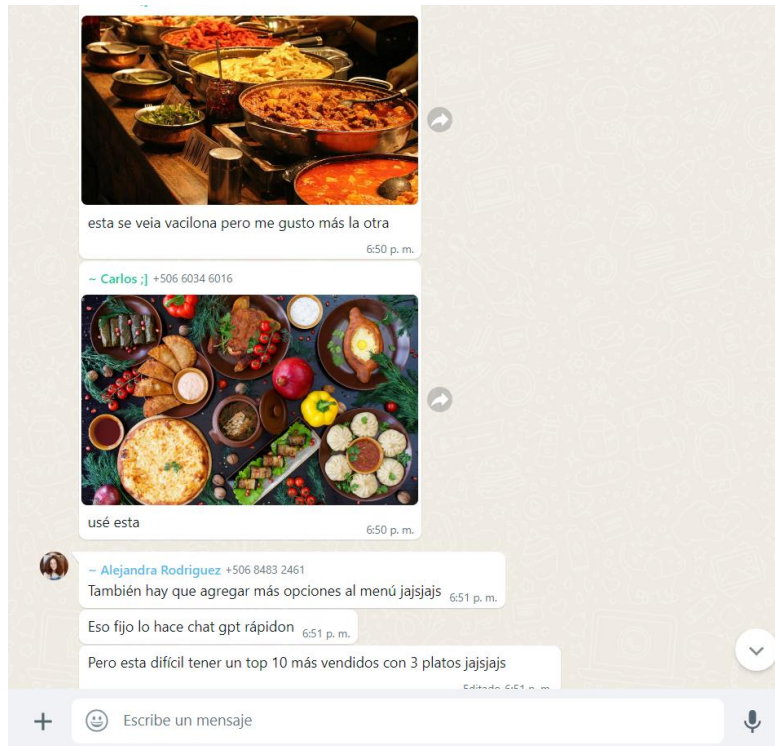 esta se veia vacilona pero me gusto más la otra
6:50 p. m.
~ Carlos ;] +506 6034 6016
usé esta
6:50 p. m.
~ Alejandra Rodriguez +506 8483 2461
También hay que agregar más opciones al menú jajsjajs 6:51 p. m.
Eso fijo lo hace chat gpt rápidon 6:51 p. m.
Pero esta difícil tener un top 10 más vendidos con 3 platos jajsjajs
Editado 6:51 p. m.
Escribe un mensaje